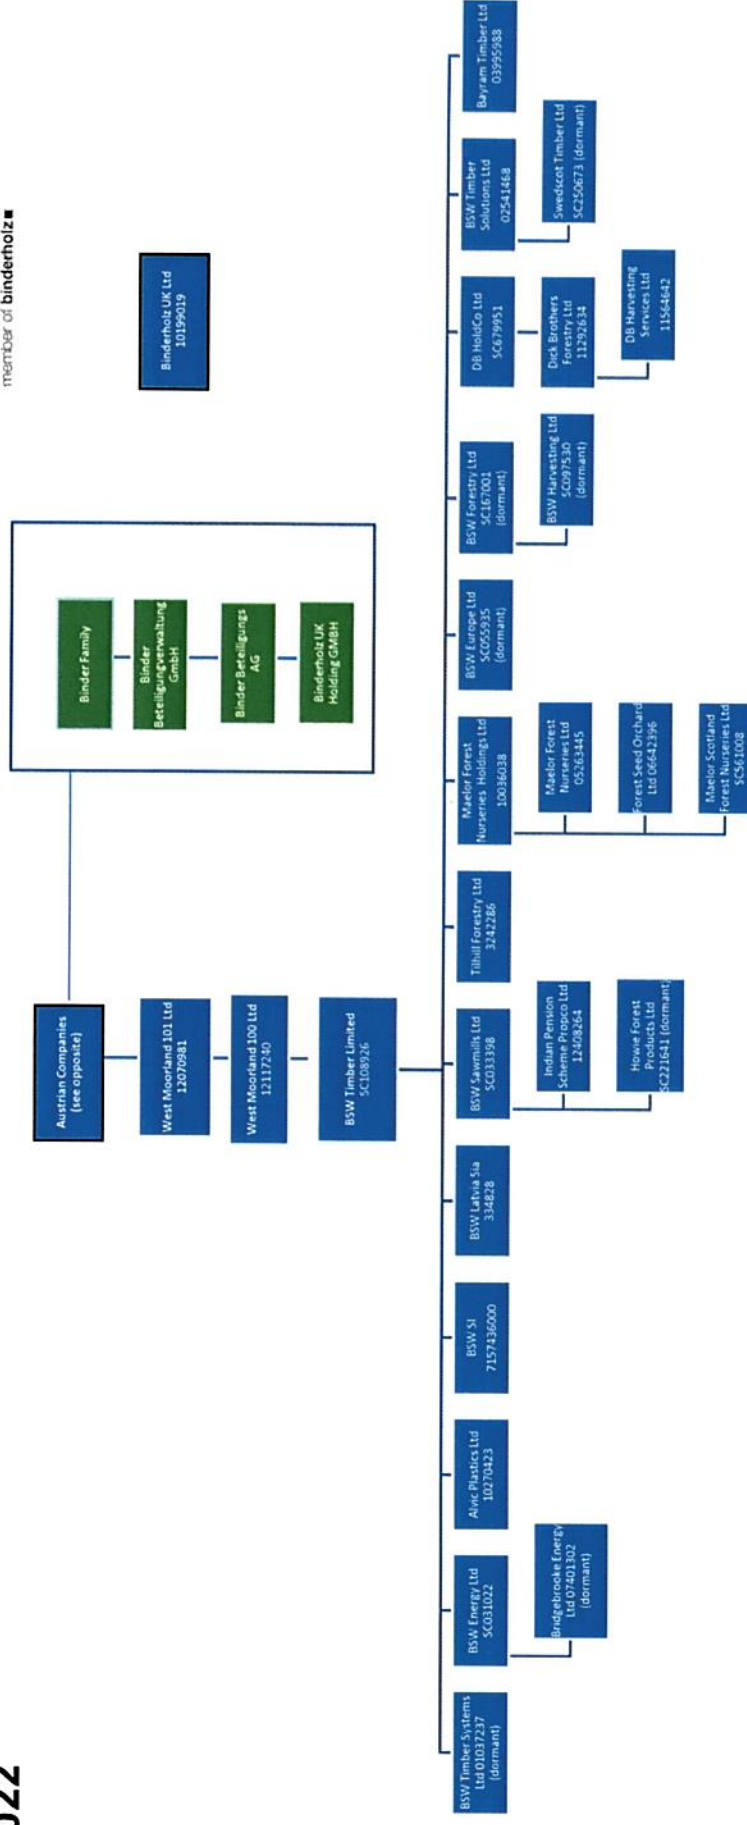 022
member of binderholz
Austrian Companies
(see opposite)
West Moorland 101 Ltd
12070981
West Moorland 100 Ltd
12117240
BSW Timber Limited
SC108926
Binder Family
Binder
Beteiligungverwaltung
GmbH
Binder Beteiligungs
AG
Binderholz UK
Holding GMBH
Binderholz UK Ltd
10199019
BSW Timber Systems
Ltd 01037237
(dormant)
BSW Energy Ltd
SC031022
Bridgebrooke Energy
Ltd 07401302
(dormant)
Alvic Plastics Ltd
10270423
BSW SI
7157436000
BSW Latvia Sia
334828
BSW Sawmills Ltd
SC033398
Indian Pension
Scheme Propco Ltd
12408264
Howie Forest
Products Ltd
SC221641 (dormant)
Tilhill Forestry Ltd
3242286
Maelor Forest
Nurseries Holdings Ltd
10036038
Maelor Forest
Nurseries Ltd
05263445
Forest Seed Orchard
Ltd 06642396
Maelor Scotland
Forest Nurseries Ltd
SC561008
BSW Europe Ltd
SC055935
(dormant)
BSW Forestry Ltd
SC167001
(dormant)
BSW Harvesting Ltd
SC097530
(dormant)
DB HoldCo Ltd
SC679951
Dick Brothers
Forestry Ltd
11292634
DB Harvesting
Services Ltd
11564642
BSW Timber
Solutions Ltd
02541468
Swedscot Timber Ltd
SC250673 (dormant)
Bayram Timber Ltd
03995988